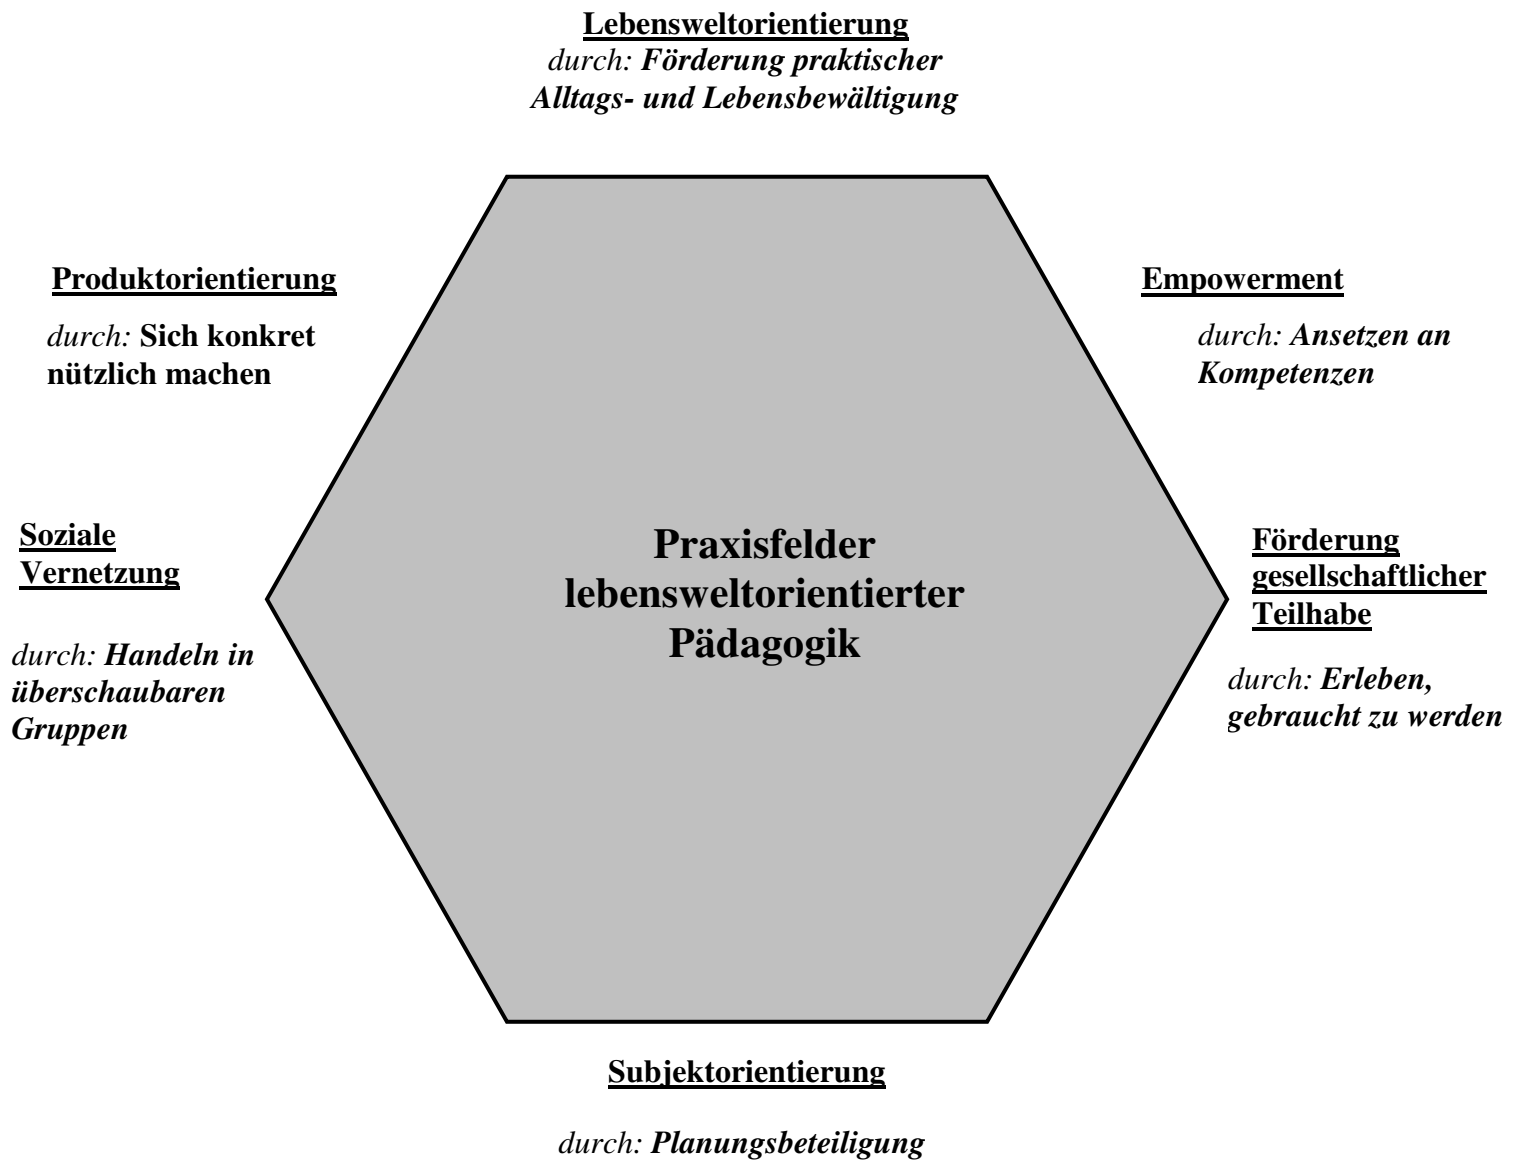 Lebensweltorientierung
durch: Förderung praktischer
Alltags- und Lebensbewältigung
Produktorientierung
durch: Sich konkret
nützlich machen
Empowerment
durch: Ansetzen an
Kompetenzen
Soziale
Vernetzung
durch: Handeln in
überschaubaren
Gruppen
Praxisfelder
lebensweltorientierter
Pädagogik
Förderung
gesellschaftlicher
Teilhabe
durch: Erleben,
gebraucht zu werden
Subjektorientierung
durch: Planungsbeteiligung